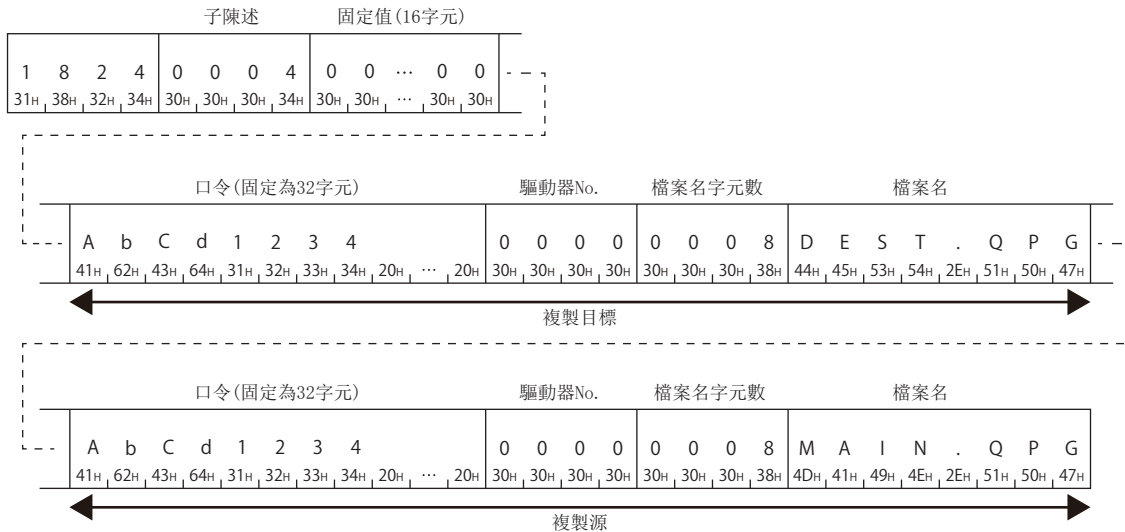 子陳述 固定值(16字元)
1 8 2 4 0 0 0 4 0 0 … 0 0
31H 38H 32H 34H 30H 30H 30H 34H 30H 30H … 30H 30H
口令(固定為32字元) 驅動器No. 檔案名字元數 檔案名
A b C d 1 2 3 4 0 0 0 0 0 0 0 8 D E S T . Q P G
41H 62H 43H 64H 31H 32H 33H 34H 20H … 20H 30H 30H 30H 30H 30H 30H 30H 38H 44H 45H 53H 54H 2EH 51H 50H 47H
複製目標
口令(固定為32字元) 驅動器No. 檔案名字元數 檔案名
A b C d 1 2 3 4 0 0 0 0 0 0 0 8 M A I N . Q P G
41H 62H 43H 64H 31H 32H 33H 34H 20H … 20H 30H 30H 30H 30H 30H 30H 30H 38H 4DH 41H 49H 4EH 2EH 51H 50H 47H
複製源